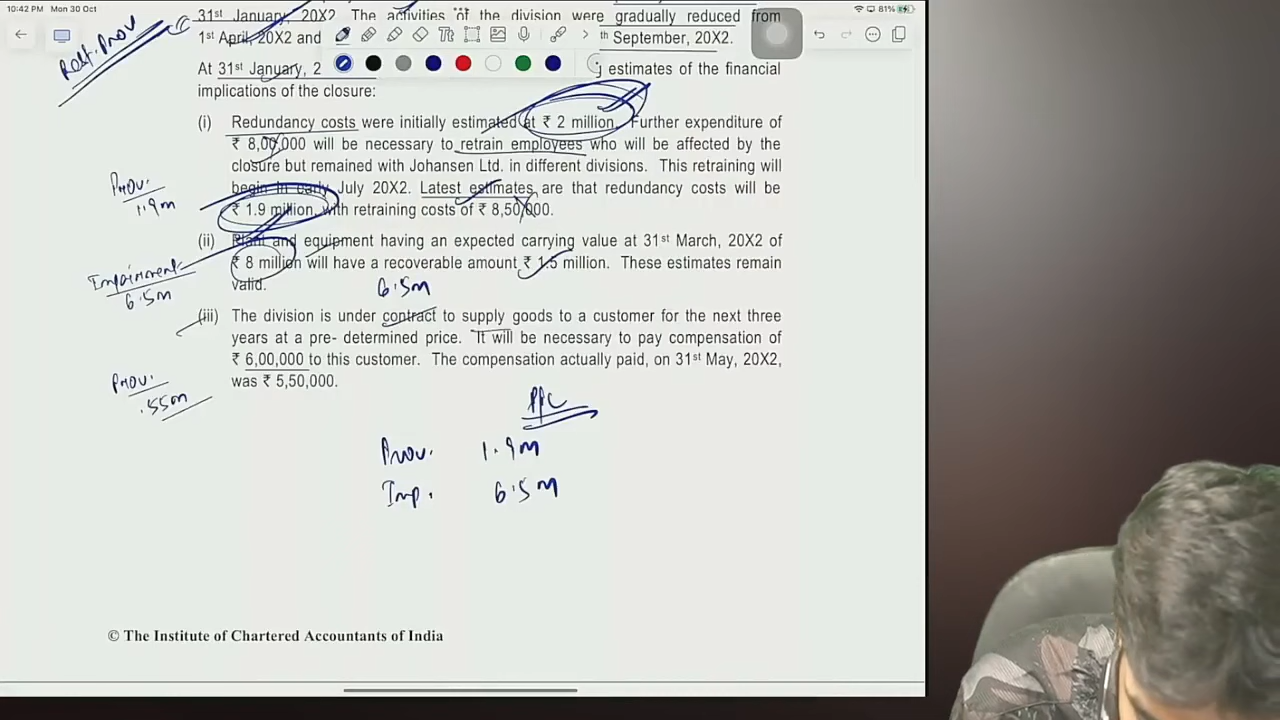 10:42 PM Mon 30 Oct
81%
31st January, 20X2. The activities of the division were gradually reduced from
1st April, 20X2 and th September, 20X2.
Rest. Prov
At 31st January, 2 g estimates of the financial
implications of the closure:
(i) Redundancy costs were initially estimated at ₹ 2 million. Further expenditure of
₹ 8,00,000 will be necessary to retrain employees who will be affected by the
closure but remained with Johansen Ltd. in different divisions. This retraining will
begin in early July 20X2. Latest estimates are that redundancy costs will be
₹ 1.9 million, with retraining costs of ₹ 8,50,000.
Prov.
1.9m
(ii) Plant and equipment having an expected carrying value at 31st March, 20X2 of
₹ 8 million will have a recoverable amount ₹ 1.5 million. These estimates remain
valid.
6.5m
Impairment
6.5m
(iii) The division is under contract to supply goods to a customer for the next three
years at a pre- determined price. It will be necessary to pay compensation of
₹ 6,00,000 to this customer. The compensation actually paid, on 31st May, 20X2,
was ₹ 5,50,000.
Prov.
.55m
Prov. 1.9m
Imp. 6.5m
© The Institute of Chartered Accountants of India